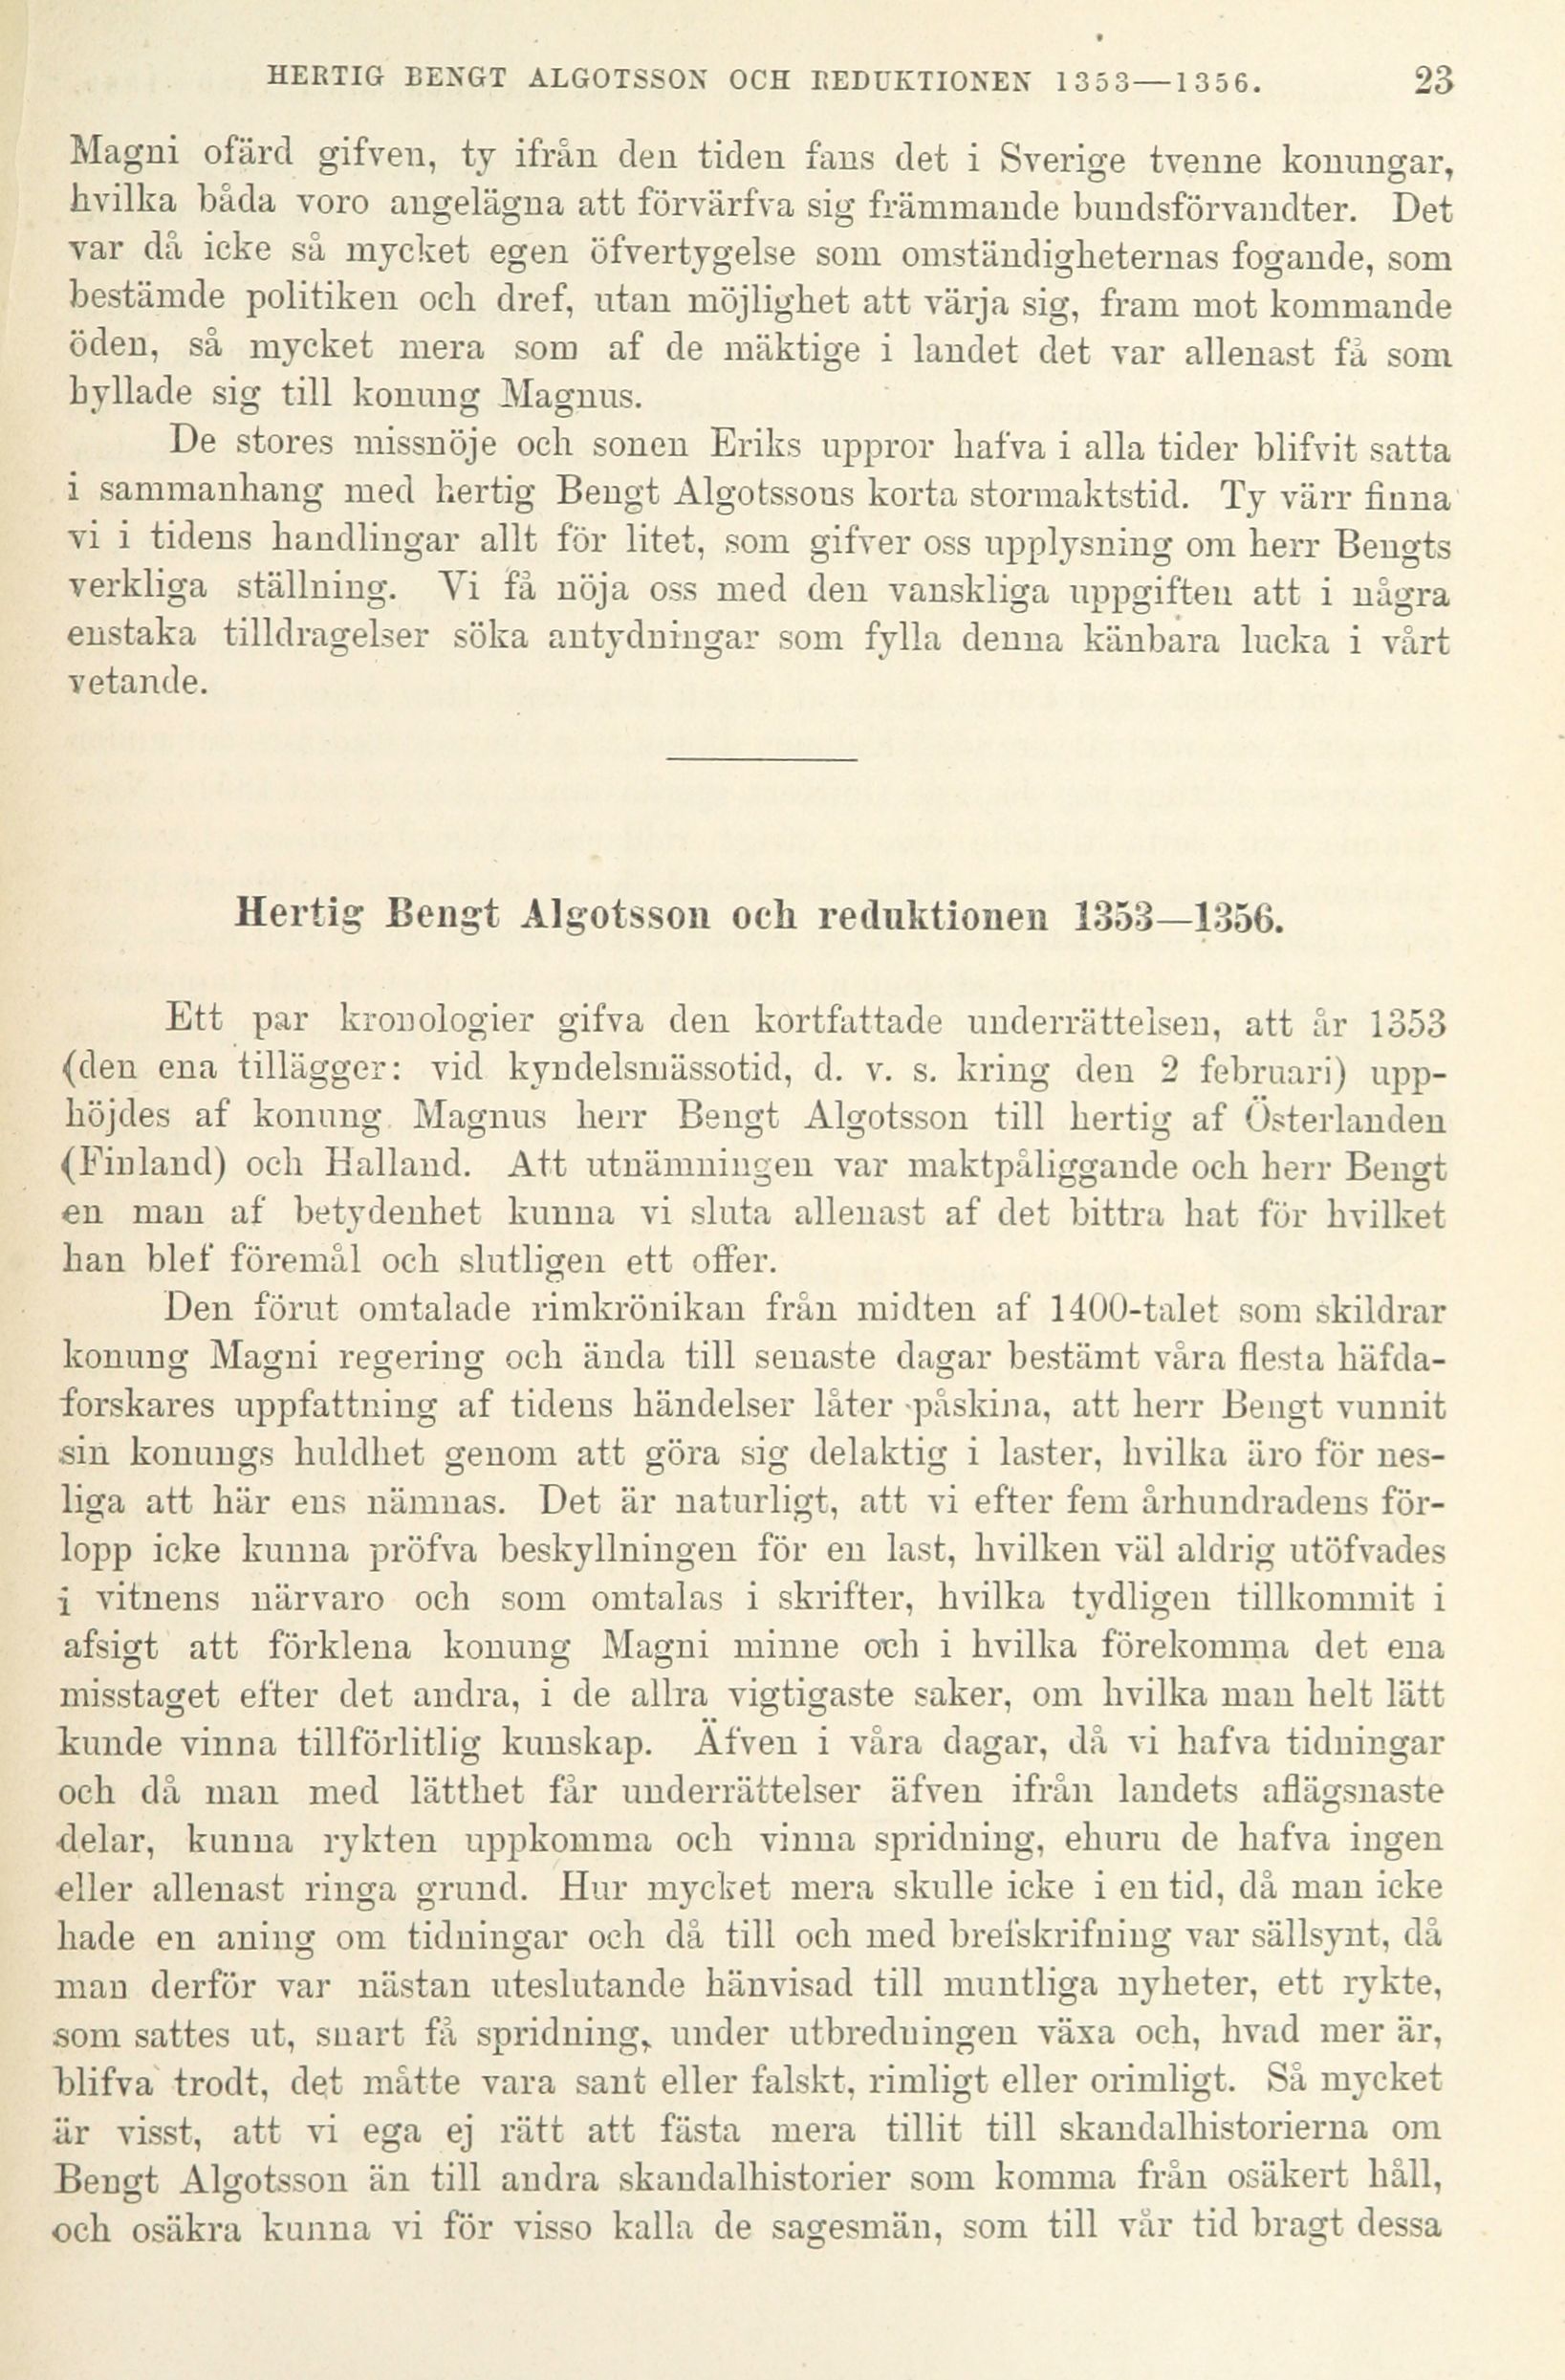 HERTIG BENGT ALGOTSSON OCH REDUKTIONEN 1353—1356. 23
Magni ofärd gifven, ty ifrån den tiden fans det i Sverige tvenne konungar,
hvilka båda voro angelägna att förvärfva sig främmande bundsförvandter. Det
var då icke så mycket egen öfvertygelse som omständigheternas fogande, som
bestämde politiken och dref, utan möjlighet att värja sig, fram mot kommande
öden, så mycket mera som af de mäktige i landet det var allenast få som
hyllade sig till konung Magnus.
De stores missnöje och sonen Eriks uppror hafva i alla tider blifvit satta
i sammanhang med hertig Bengt Algotssons korta stormaktstid. Ty värr finna
vi i tidens handlingar allt för litet, som gifver oss upplysning om herr Bengts
verkliga ställning. Vi få nöja oss med den vanskliga uppgiften att i några
enstaka tilldragelser söka antydningar som fylla denna känbara lucka i vårt
vetande.
Hertig Bengt Algotsson och reduktionen 1353—1356.
Ett par kronologier gifva den kortfattade underrättelsen, att år 1353
(den ena tillägger: vid kyndelsmässotid, d. v. s. kring den 2 februari) upp-
höjdes af konung Magnus herr Bengt Algotsson till hertig af Österlanden
(Finland) och Halland. Att utnämningen var maktpåliggande och herr Bengt
en man af betydenhet kunna vi sluta allenast af det bittra hat för hvilket
han blef föremål och slutligen ett offer.
Den förut omtalade rimkrönikan från midten af 1400-talet som skildrar
konung Magni regering och ända till senaste dagar bestämt våra flesta häfda-
forskares uppfattning af tidens händelser låter påskina, att herr Bengt vunnit
sin konungs huldhet genom att göra sig delaktig i laster, hvilka äro för nes-
liga att här ens nämnas. Det är naturligt, att vi efter fem århundradens för-
lopp icke kunna pröfva beskyllningen för en last, hvilken väl aldrig utöfvades
i vitnens närvaro och som omtalas i skrifter, hvilka tydligen tillkommit i
afsigt att förklena konung Magni minne och i hvilka förekomma det ena
misstaget efter det andra, i de allra vigtigaste saker, om hvilka man helt lätt
kunde vinna tillförlitlig kunskap. Äfven i våra dagar, då vi hafva tidningar
och då man med lätthet får underrättelser äfven ifrån landets aflägsnaste
delar, kunna rykten uppkomma och vinna spridning, ehuru de hafva ingen
eller allenast ringa grund. Hur mycket mera skulle icke i en tid, då man icke
hade en aning om tidningar och då till och med brefskrifning var sällsynt, då
man derför var nästan uteslutande hänvisad till muntliga nyheter, ett rykte,
som sattes ut, snart få spridning, under utbredningen växa och, hvad mer är,
blifva trodt, det måtte vara sant eller falskt, rimligt eller orimligt. Så mycket
är visst, att vi ega ej rätt att fästa mera tillit till skandalhistorierna om
Bengt Algotsson än till andra skandalhistorier som komma från osäkert håll,
och osäkra kunna vi för visso kalla de sagesmän, som till vår tid bragt dessa